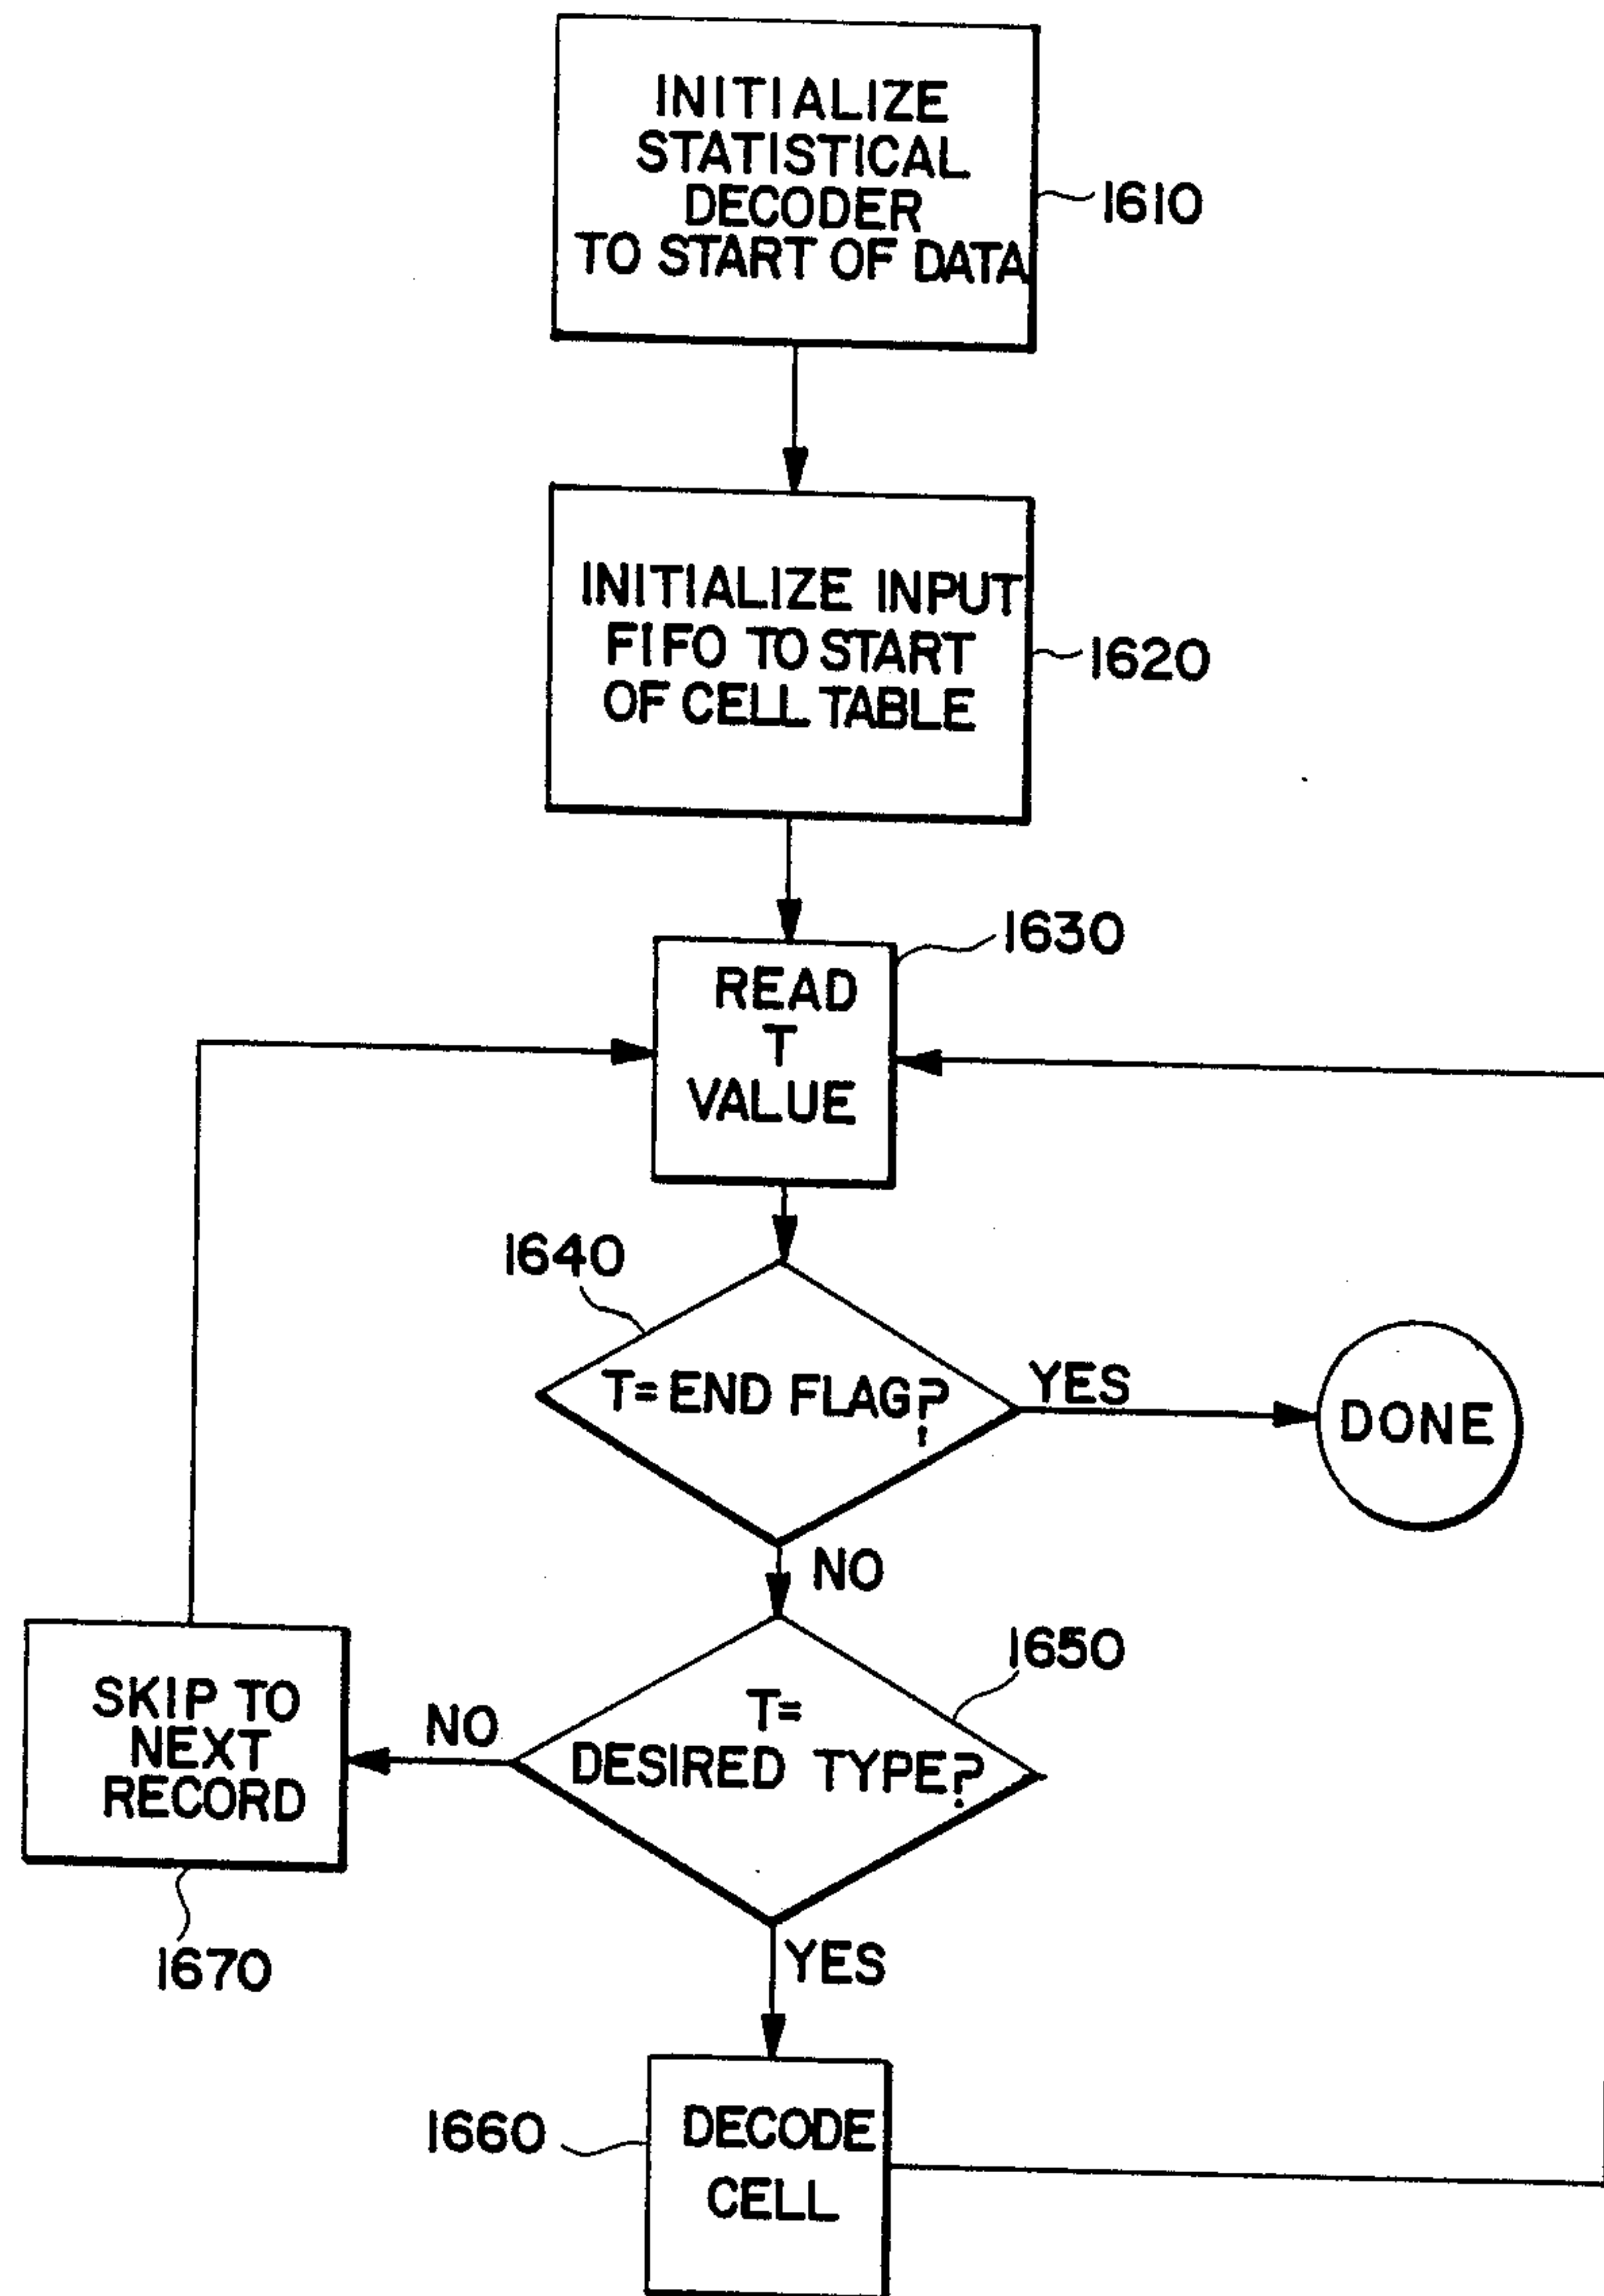 INITIALIZE
STATISTICAL
DECODER
TO START OF DATA
1610
INITIALIZE INPUT
FIFO TO START
OF CELL TABLE
1620
1630
READ
T
VALUE
1640
T= END FLAG?
YES
DONE
NO
1650
T=
DESIRED TYPE?
NO
SKIP TO
NEXT
RECORD
1670
YES
1660
DECODE
CELL